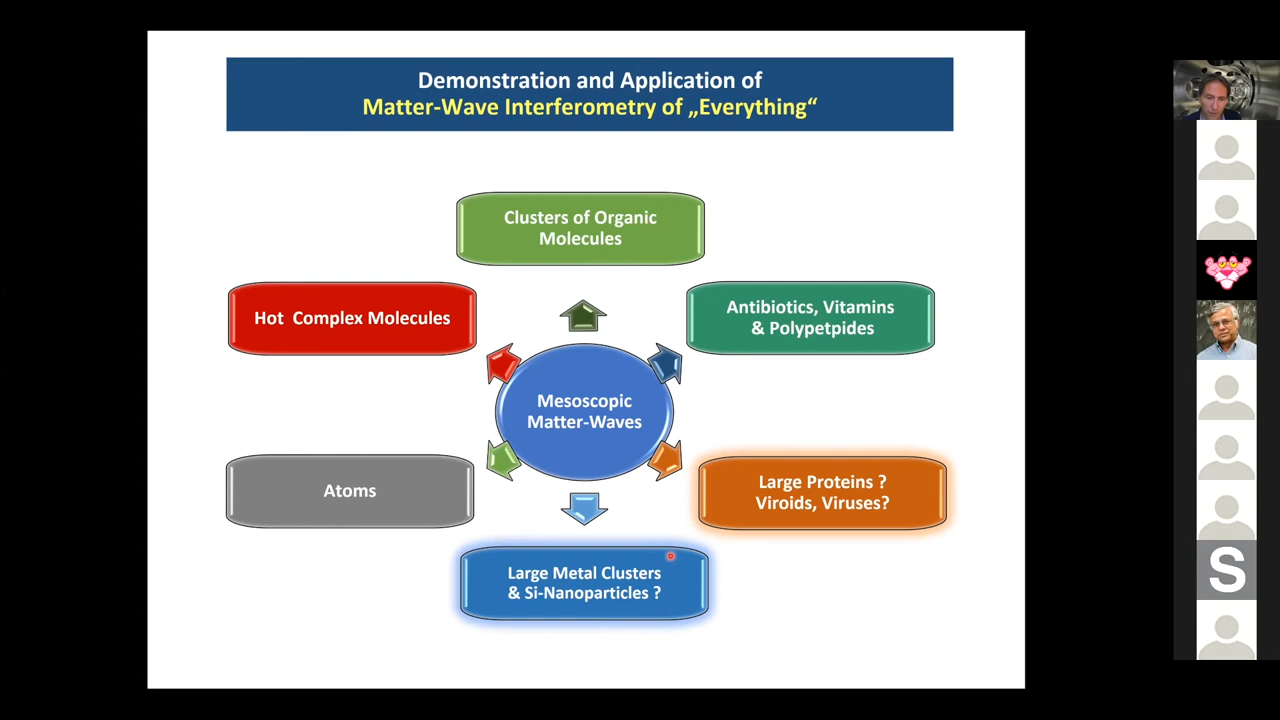 Demonstration and Application of
Matter-Wave Interferometry of „Everything“
Clusters of Organic
Molecules
Hot Complex Molecules
Antibiotics, Vitamins
& Polypetpides
Mesoscopic
Matter-Waves
Atoms
Large Proteins ?
Viroids, Viruses?
Large Metal Clusters
& Si-Nanoparticles ?
S